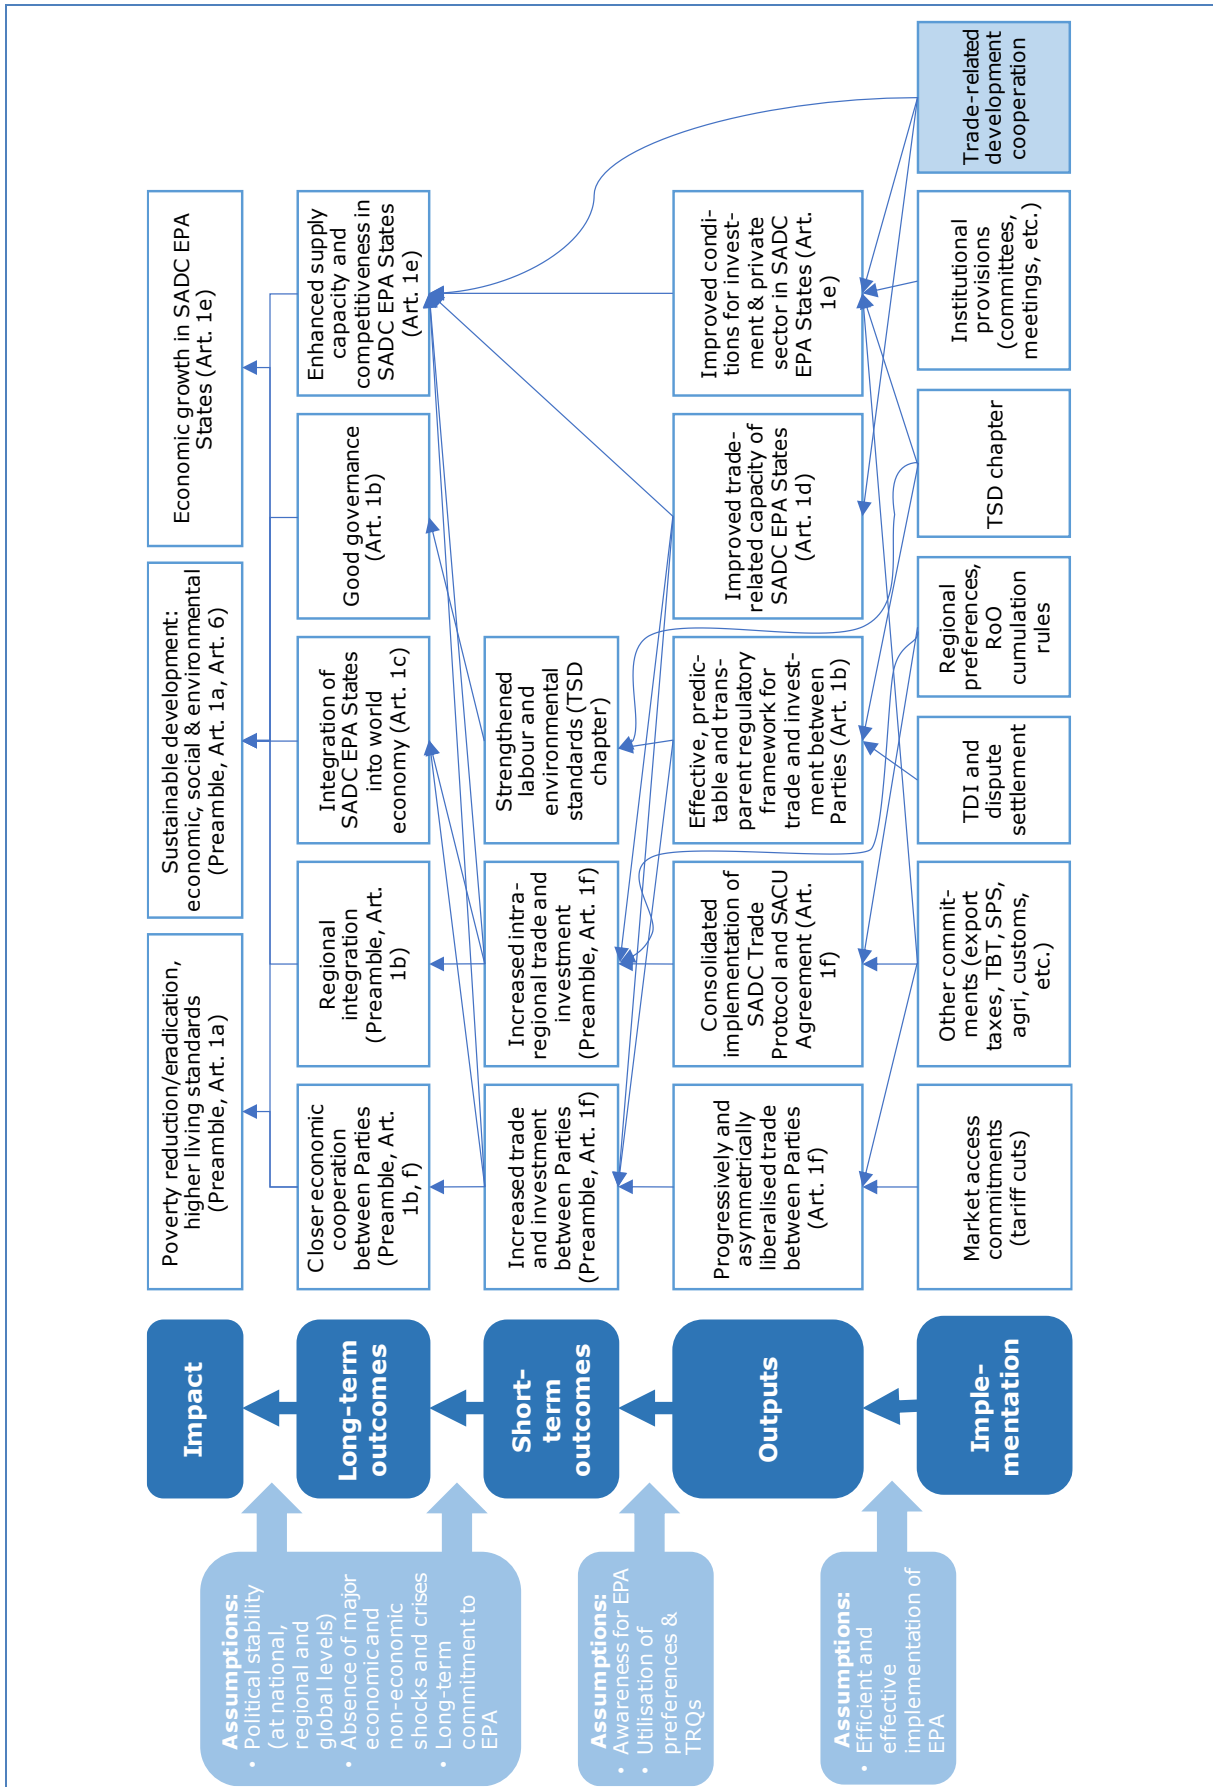 Assumptions:
• Political stability
(at national,
regional and
global levels)
• Absence of major
economic and
non-economic
shocks and crises
• Long-term
commitment to
EPA
Assumptions:
• Awareness for EPA
• Utilisation of
preferences &
TRQs
Assumptions:
• Efficient and
effective
implementation of
EPA
Impact
Long-term
outcomes
Short-
term
outcomes
Outputs
Imple-
mentation
Poverty reduction/eradication,
higher living standards
(Preamble, Art. 1a)
Sustainable development:
economic, social & environmental
(Preamble, Art. 1a, Art. 6)
Economic growth in SADC EPA
States (Art. 1e)
Closer economic
cooperation
between Parties
(Preamble, Art.
1b, f)
Regional
integration
(Preamble, Art.
1b)
Integration of
SADC EPA States
into world
economy (Art. 1c)
Good governance
(Art. 1b)
Enhanced supply
capacity and
competitiveness in
SADC EPA States
(Art. 1e)
Increased trade
and investment
between Parties
(Preamble, Art. 1f)
Increased intra-
regional trade and
investment
(Preamble, Art. 1f)
Strengthened
labour and
environmental
standards (TSD
chapter)
Progressively and
asymmetrically
liberalised trade
between Parties
(Art. 1f)
Consolidated
implementation of
SADC Trade
Protocol and SACU
Agreement (Art.
1f)
Effective, predic-
table and trans-
parent regulatory
framework for
trade and invest-
ment between
Parties (Art. 1b)
Improved trade-
related capacity of
SADC EPA States
(Art. 1d)
Improved condi-
tions for invest-
ment & private
sector in SADC
EPA States (Art.
1e)
Market access
commitments
(tariff cuts)
Other commit-
ments (export
taxes, TBT, SPS,
agri, customs,
etc.)
TDI and
dispute
settlement
Regional
preferences,
RoO
cumulation
rules
TSD chapter
Institutional
provisions
(committees,
meetings, etc.)
Trade-related
development
cooperation